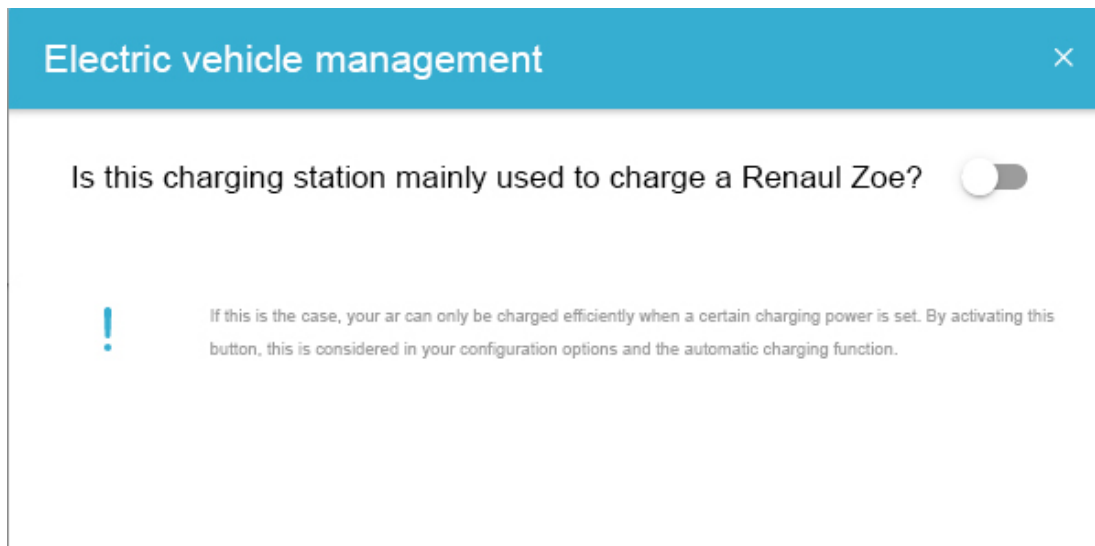 Electric vehicle management
Is this charging station mainly used to charge a Renaul Zoe?
If this is the case, your ar can only be charged efficiently when a certain charging power is set. By activating this
button, this is considered in your configuration options and the automatic charging function.